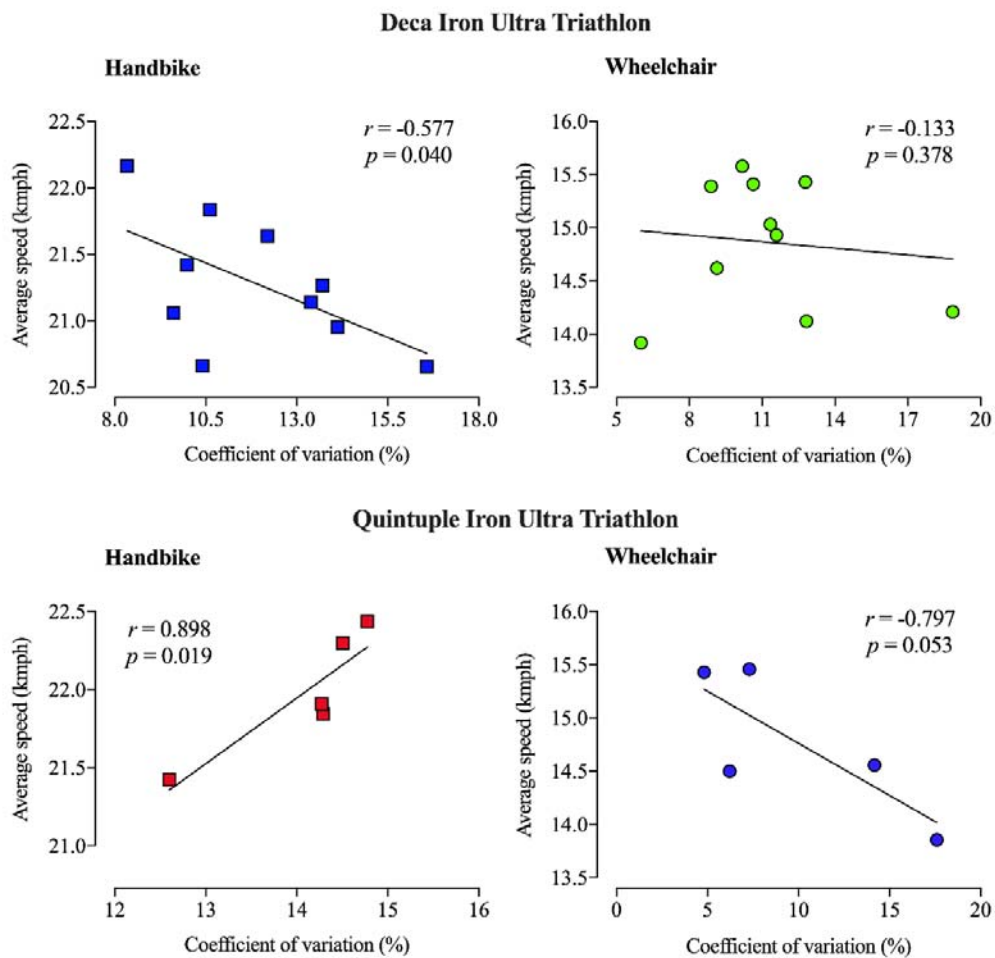 Deca Iron Ultra Triathlon
Handbike
r = -0.577
p = 0.040
22.5
22.0
21.5
21.0
20.5
Average speed (kmph)
8.0 10.5 13.0 15.5 18.0
Coefficient of variation (%)
Wheelchair
r = -0.133
p = 0.378
16.0
15.5
15.0
14.5
14.0
13.5
Average speed (kmph)
5 8 11 14 17 20
Coefficient of variation (%)
Quintuple Iron Ultra Triathlon
Handbike
r = 0.898
p = 0.019
22.5
22.0
21.5
21.0
Average speed (kmph)
12 13 14 15 16
Coefficient of variation (%)
Wheelchair
r = -0.797
p = 0.053
16.0
15.5
15.0
14.5
14.0
13.5
Average speed (kmph)
0 5 10 15 20
Coefficient of variation (%)